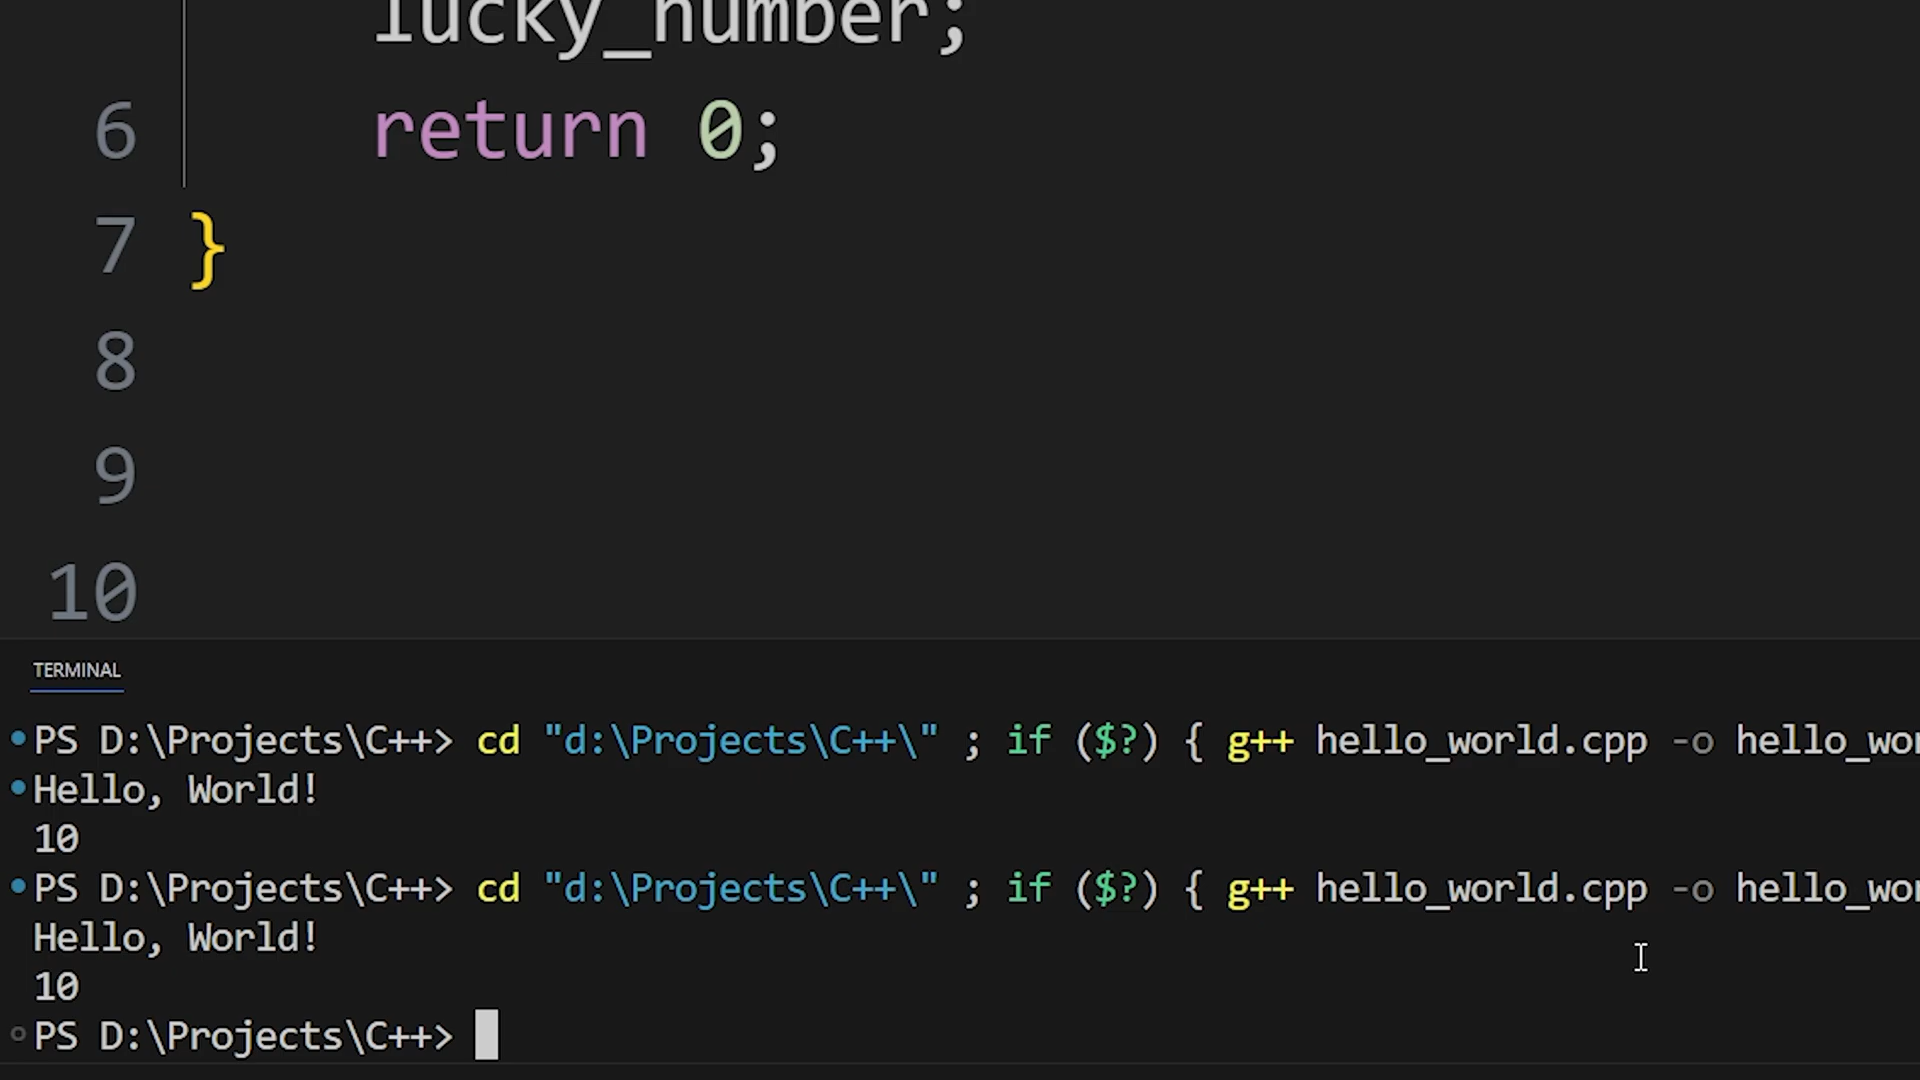 lucky_number;
6 return 0;
7 }
8
9
10
TERMINAL
PS D:\Projects\C++> cd "d:\Projects\C++\" ; if ($?) { g++ hello_world.cpp -o hello_wor
Hello, World!
10
PS D:\Projects\C++> cd "d:\Projects\C++\" ; if ($?) { g++ hello_world.cpp -o hello_wor
Hello, World!
10
PS D:\Projects\C++>